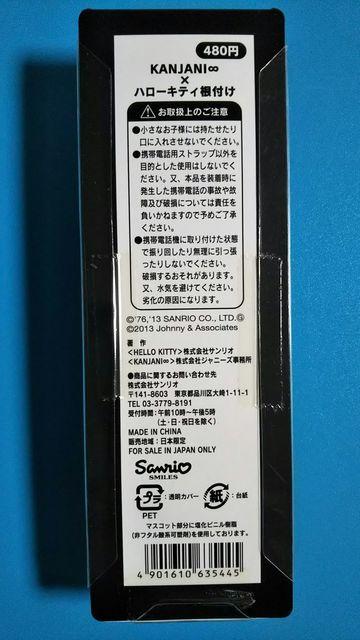 480円
KANJANI∞
×
ハローキティ根付け
お取扱上のご注意
●小さなお子様には持たせたり
口に入れさせないでください。
●携帯電話用ストラップ以外を
目的とした使用はしないでくだ
さい。又、本品を装着時に
発生した携帯電話の事故や故
障及び破損については責任を
負いかねますので予めご了承
ください。
●携帯電話機に取り付けた状態
で振り回したり無理に引っ張
ったりしないでください。
破損するおそれがあります。
又、水気を避けてください。
劣化の原因になります。
©'76,'13 SANRIO CO., LTD.Ⓖ
©2013 Johnny & Associates
著作
<HELLO KITTY>株式会社サンリオ
<KANJANI∞>株式会社ジャニーズ事務所
●商品に関するお問い合わせ先
株式会社サンリオ
〒141-8603 東京都品川区大崎1-11-1
TEL 03-3779-8191
受付時間:午前10時〜午後5時
(土・日・祝日を除く)
MADE IN CHINA
販売地域:日本限定
FOR SALE IN JAPAN ONLY
Sanrio
SMILES
プラ :透明カバー 紙 :台紙
PET
マスコット部分に塩化ビニル樹脂
(非フタル酸系可塑剤)を使用しております。
4 901610 635445